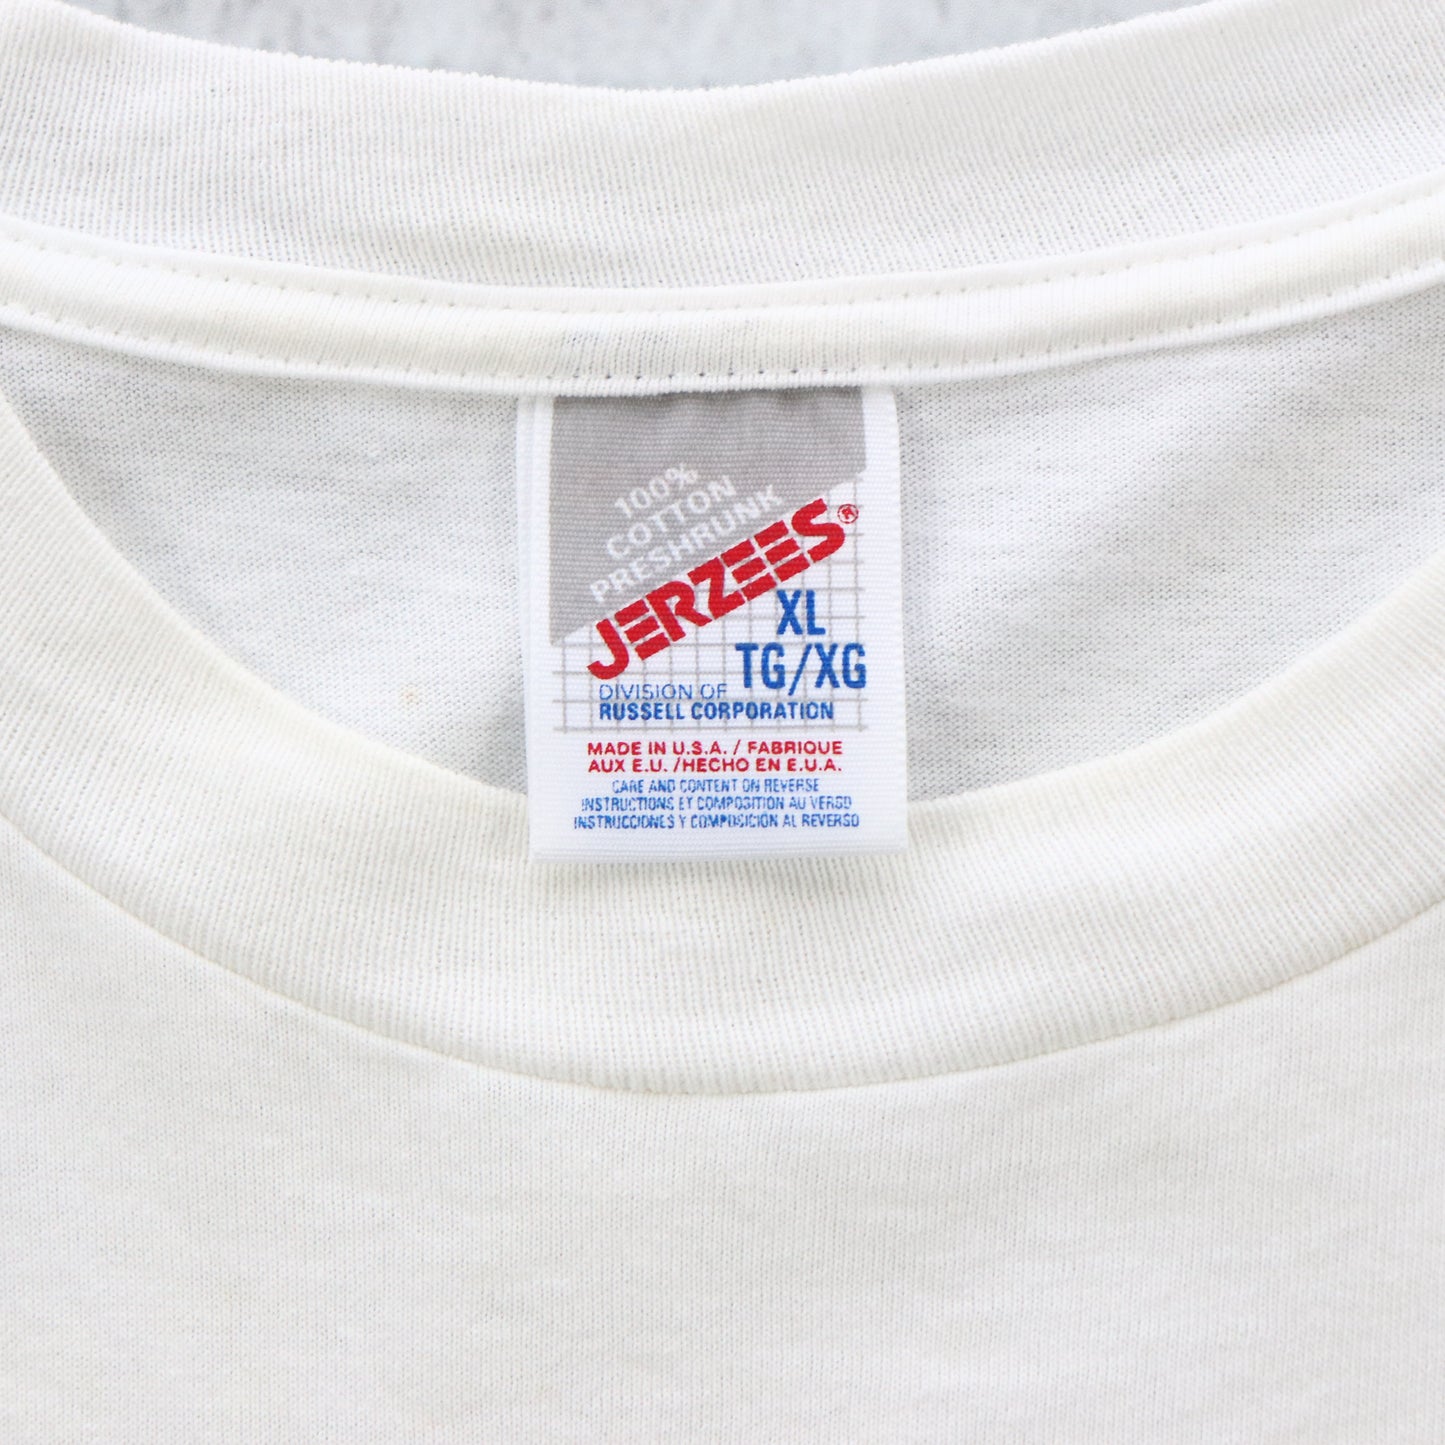 100%
COTTON
PRESHRUNK
JERZEES®
XL
TG/XG
DIVISION OF
RUSSELL CORPORATION
MADE IN U.S.A. / FABRIQUE
AUX E.U. /HECHO EN E.U.A.
CARE AND CONTENT ON REVERSE
INSTRUCTIONS ET COMPOSITION AU VERSO
INSTRUCCIONES Y COMPOSICIÓN AL REVERSO